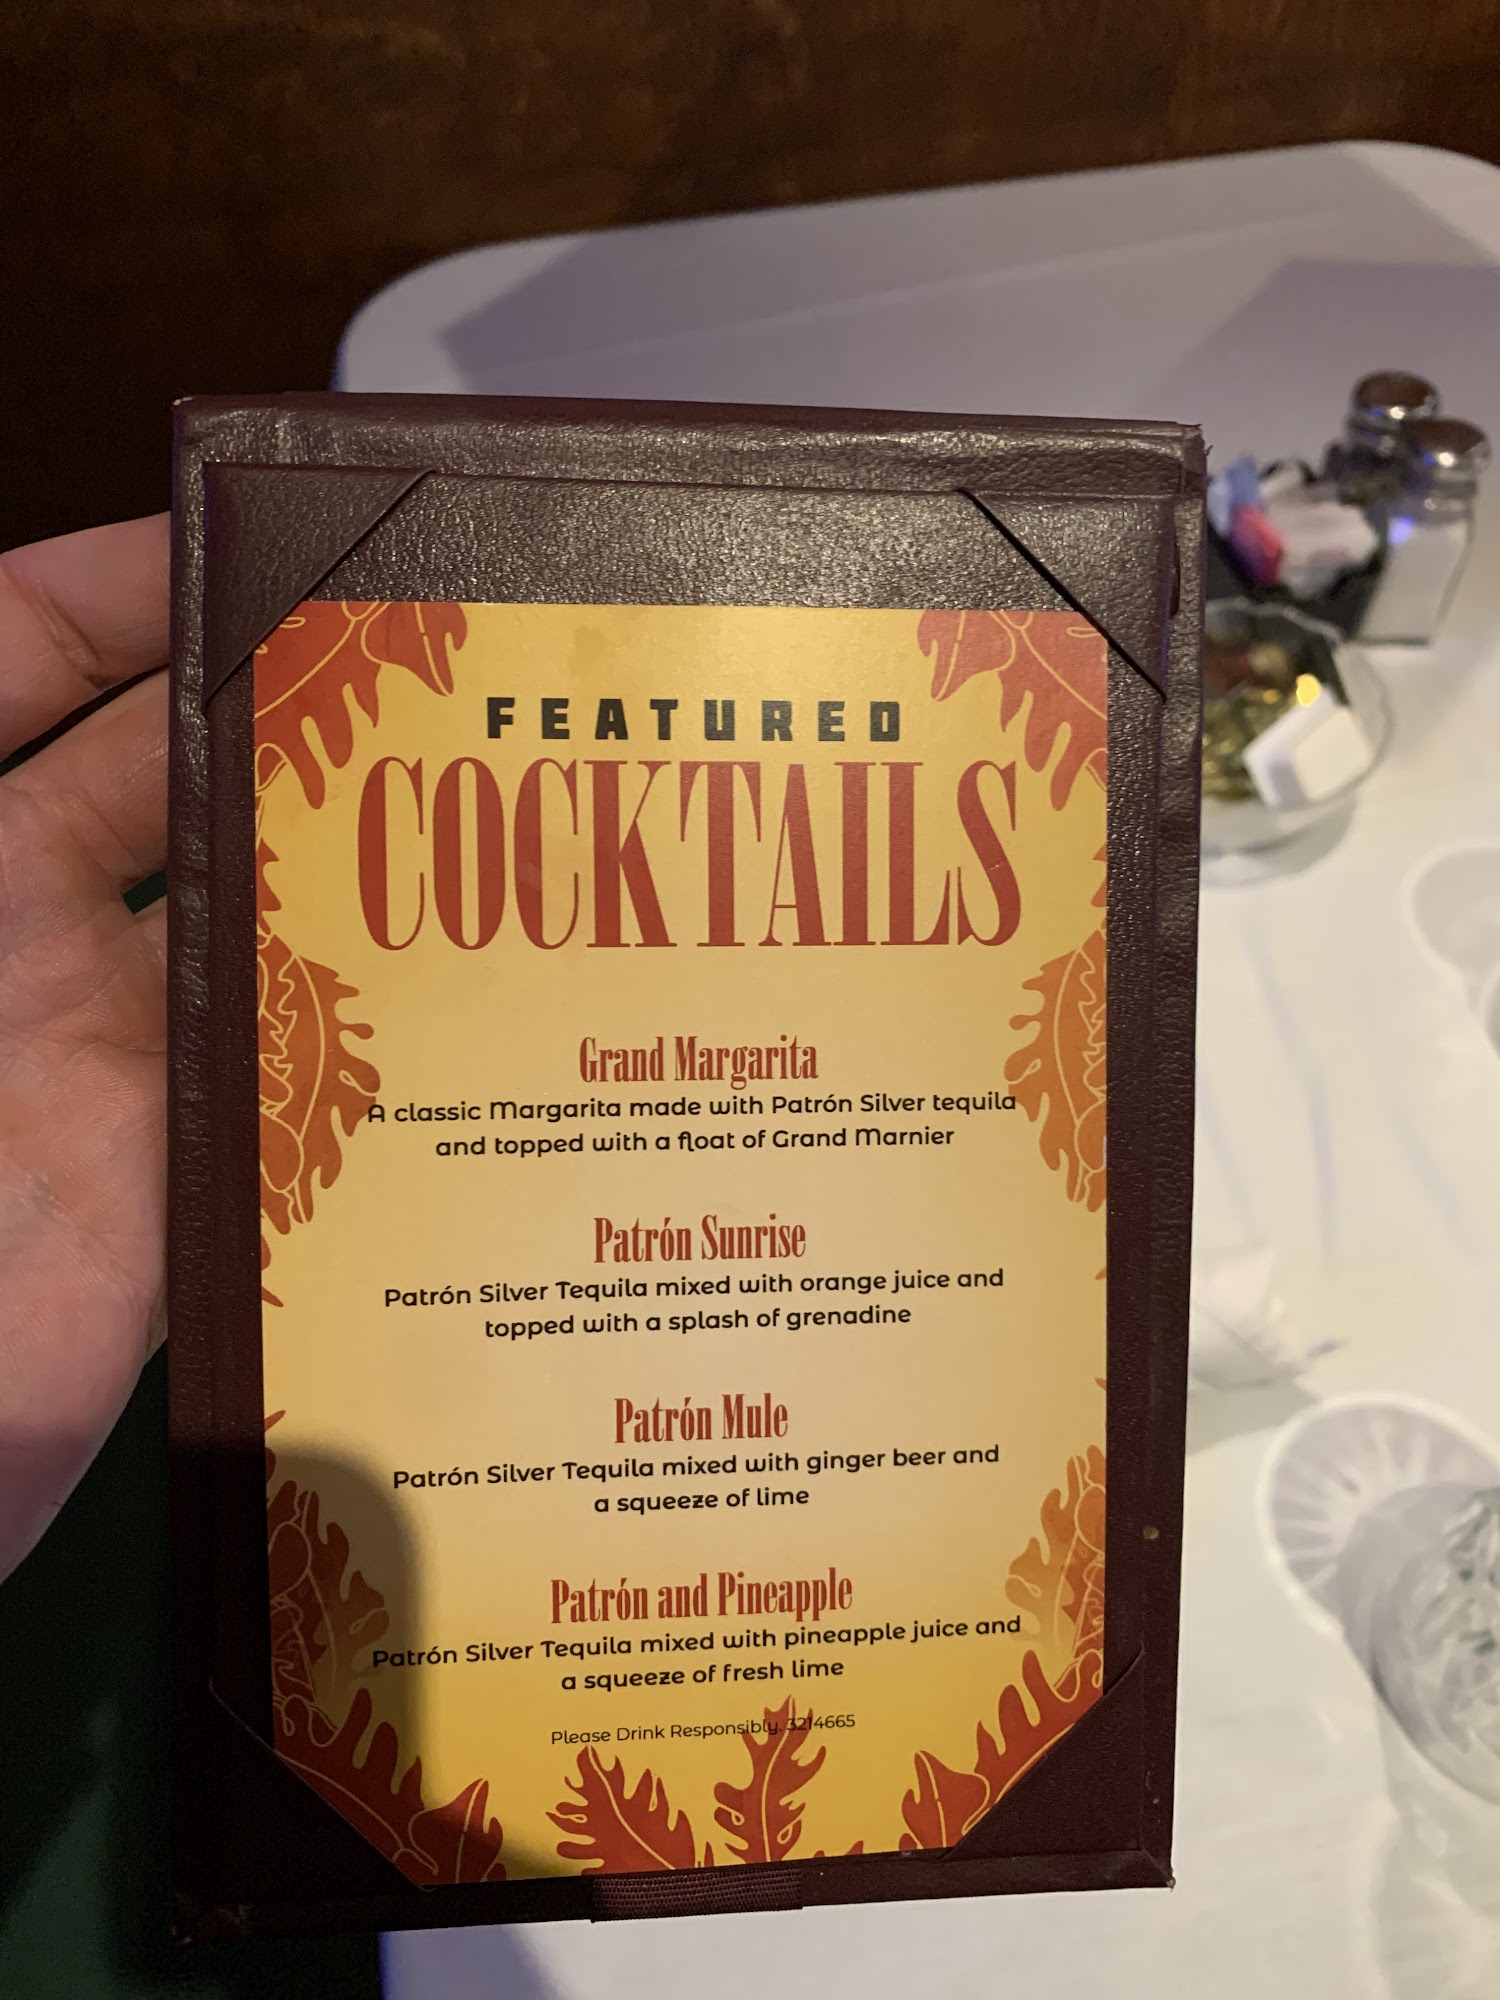 FEATURED
COCKTAILS
Grand Margarita
A classic Margarita made with Patrón Silver tequila
and topped with a float of Grand Marnier
Patrón Sunrise
Patrón Silver Tequila mixed with orange juice and
topped with a splash of grenadine
Patrón Mule
Patrón Silver Tequila mixed with ginger beer and
a squeeze of lime
Patrón and Pineapple
Patrón Silver Tequila mixed with pineapple juice and
a squeeze of fresh lime
Please Drink Responsibly. 3214665